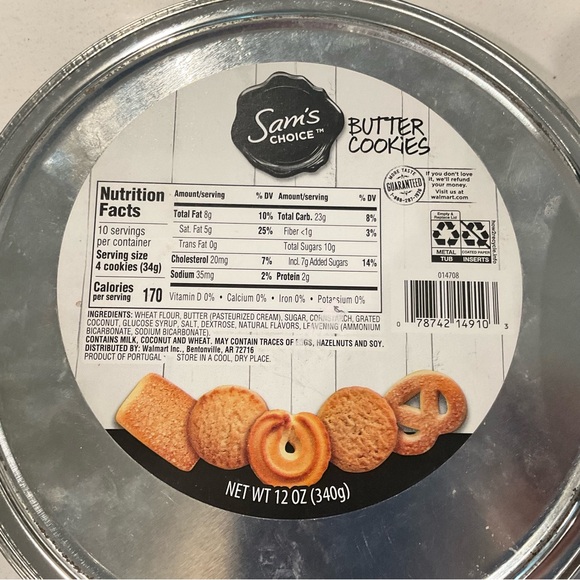 Sam's
CHOICE™
BUTTER
COOKIES
MORE TASTE
GUARANTEED
If you don't love
it, we'll refund
your money.
Visit us at
walmart.com
Nutrition
Facts
10 servings
per container
Serving size
4 cookies (34g)
Calories
per serving 170
Amount/serving % DV Amount/serving % DV
Total Fat 8g 10% Total Carb. 23g 8%
Sat. Fat 5g 25% Fiber <1g 3%
Trans Fat 0g Total Sugars 10g
Cholesterol 20mg 7% Incl. 7g Added Sugars 14%
Sodium 35mg 2% Protein 2g
Vitamin D 0% • Calcium 0% • Iron 0% • Potassium 0%
Empty &
Replace Lid
METAL
TUB
COATED PAPER
INSERTS
how2recycle.info
014708
0 78742 14910 3
INGREDIENTS: WHEAT FLOUR, BUTTER (PASTEURIZED CREAM), SUGAR, CORNSTARCH, GRATED
COCONUT, GLUCOSE SYRUP, SALT, DEXTROSE, NATURAL FLAVORS, LEAVENING (AMMONIUM
BICARBONATE, SODIUM BICARBONATE).
CONTAINS MILK, COCONUT AND WHEAT. MAY CONTAIN TRACES OF EGGS, HAZELNUTS AND SOY.
DISTRIBUTED BY: Walmart Inc., Bentonville, AR 72716
PRODUCT OF PORTUGAL STORE IN A COOL, DRY PLACE.
NET WT 12 OZ (340g)